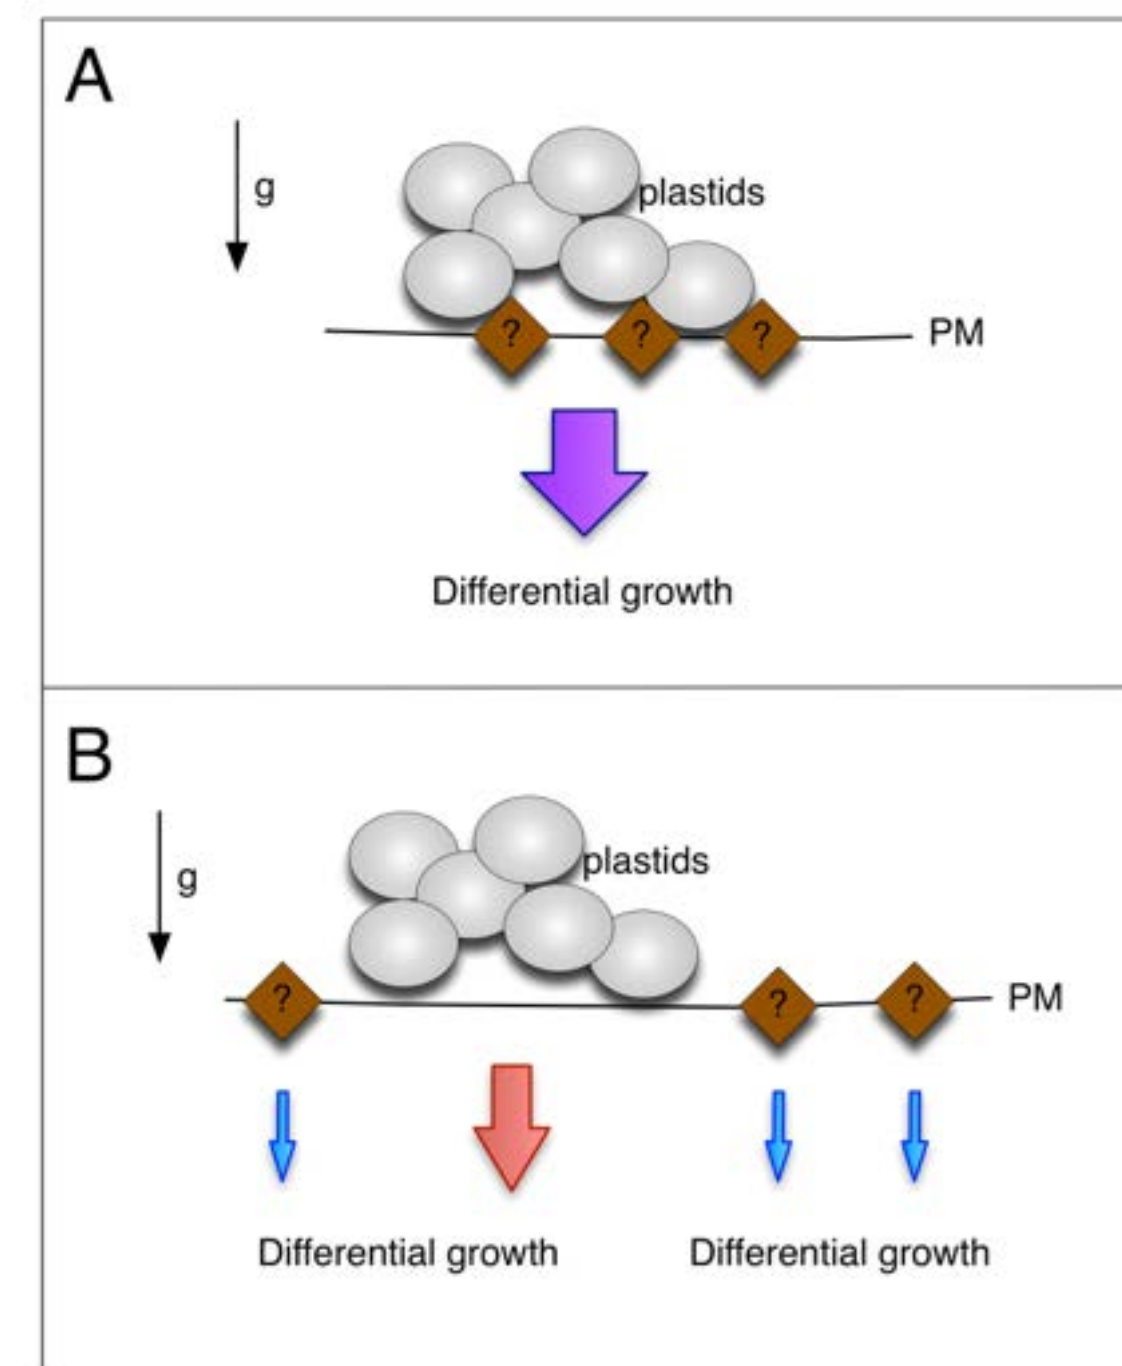 A
g
plastids
? ? ?
PM
Differential growth
B
g
plastids
? ? ?
PM
Differential growth Differential growth